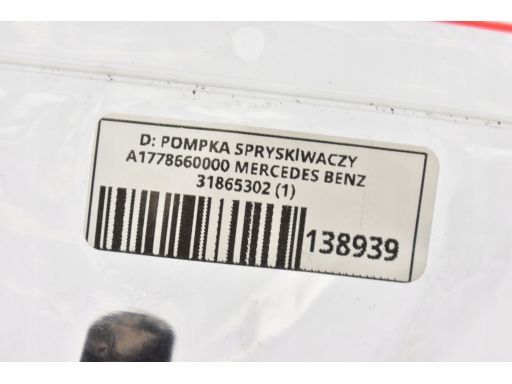 D: POMPKA SPRYSKIWACZY
A1778660000 MERCEDES BENZ
31865302 (1)
138939